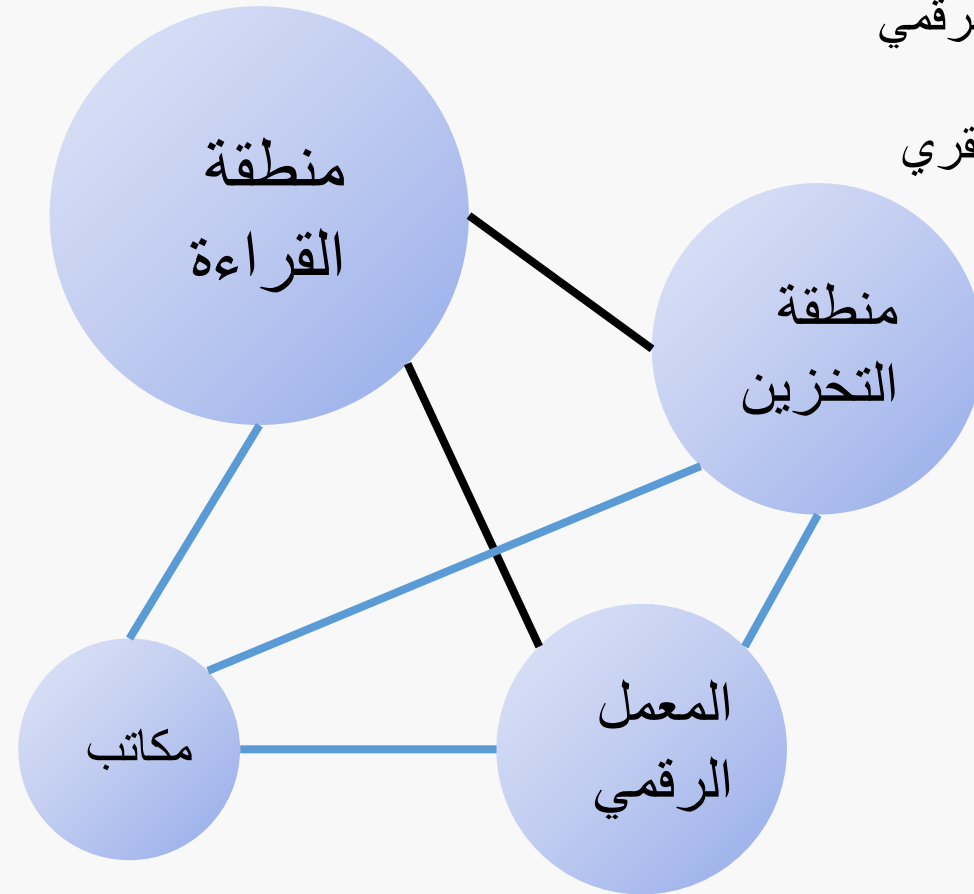 منطقة
القراءة
منطقة
التخزين
المعمل
الرقمي
مكاتب